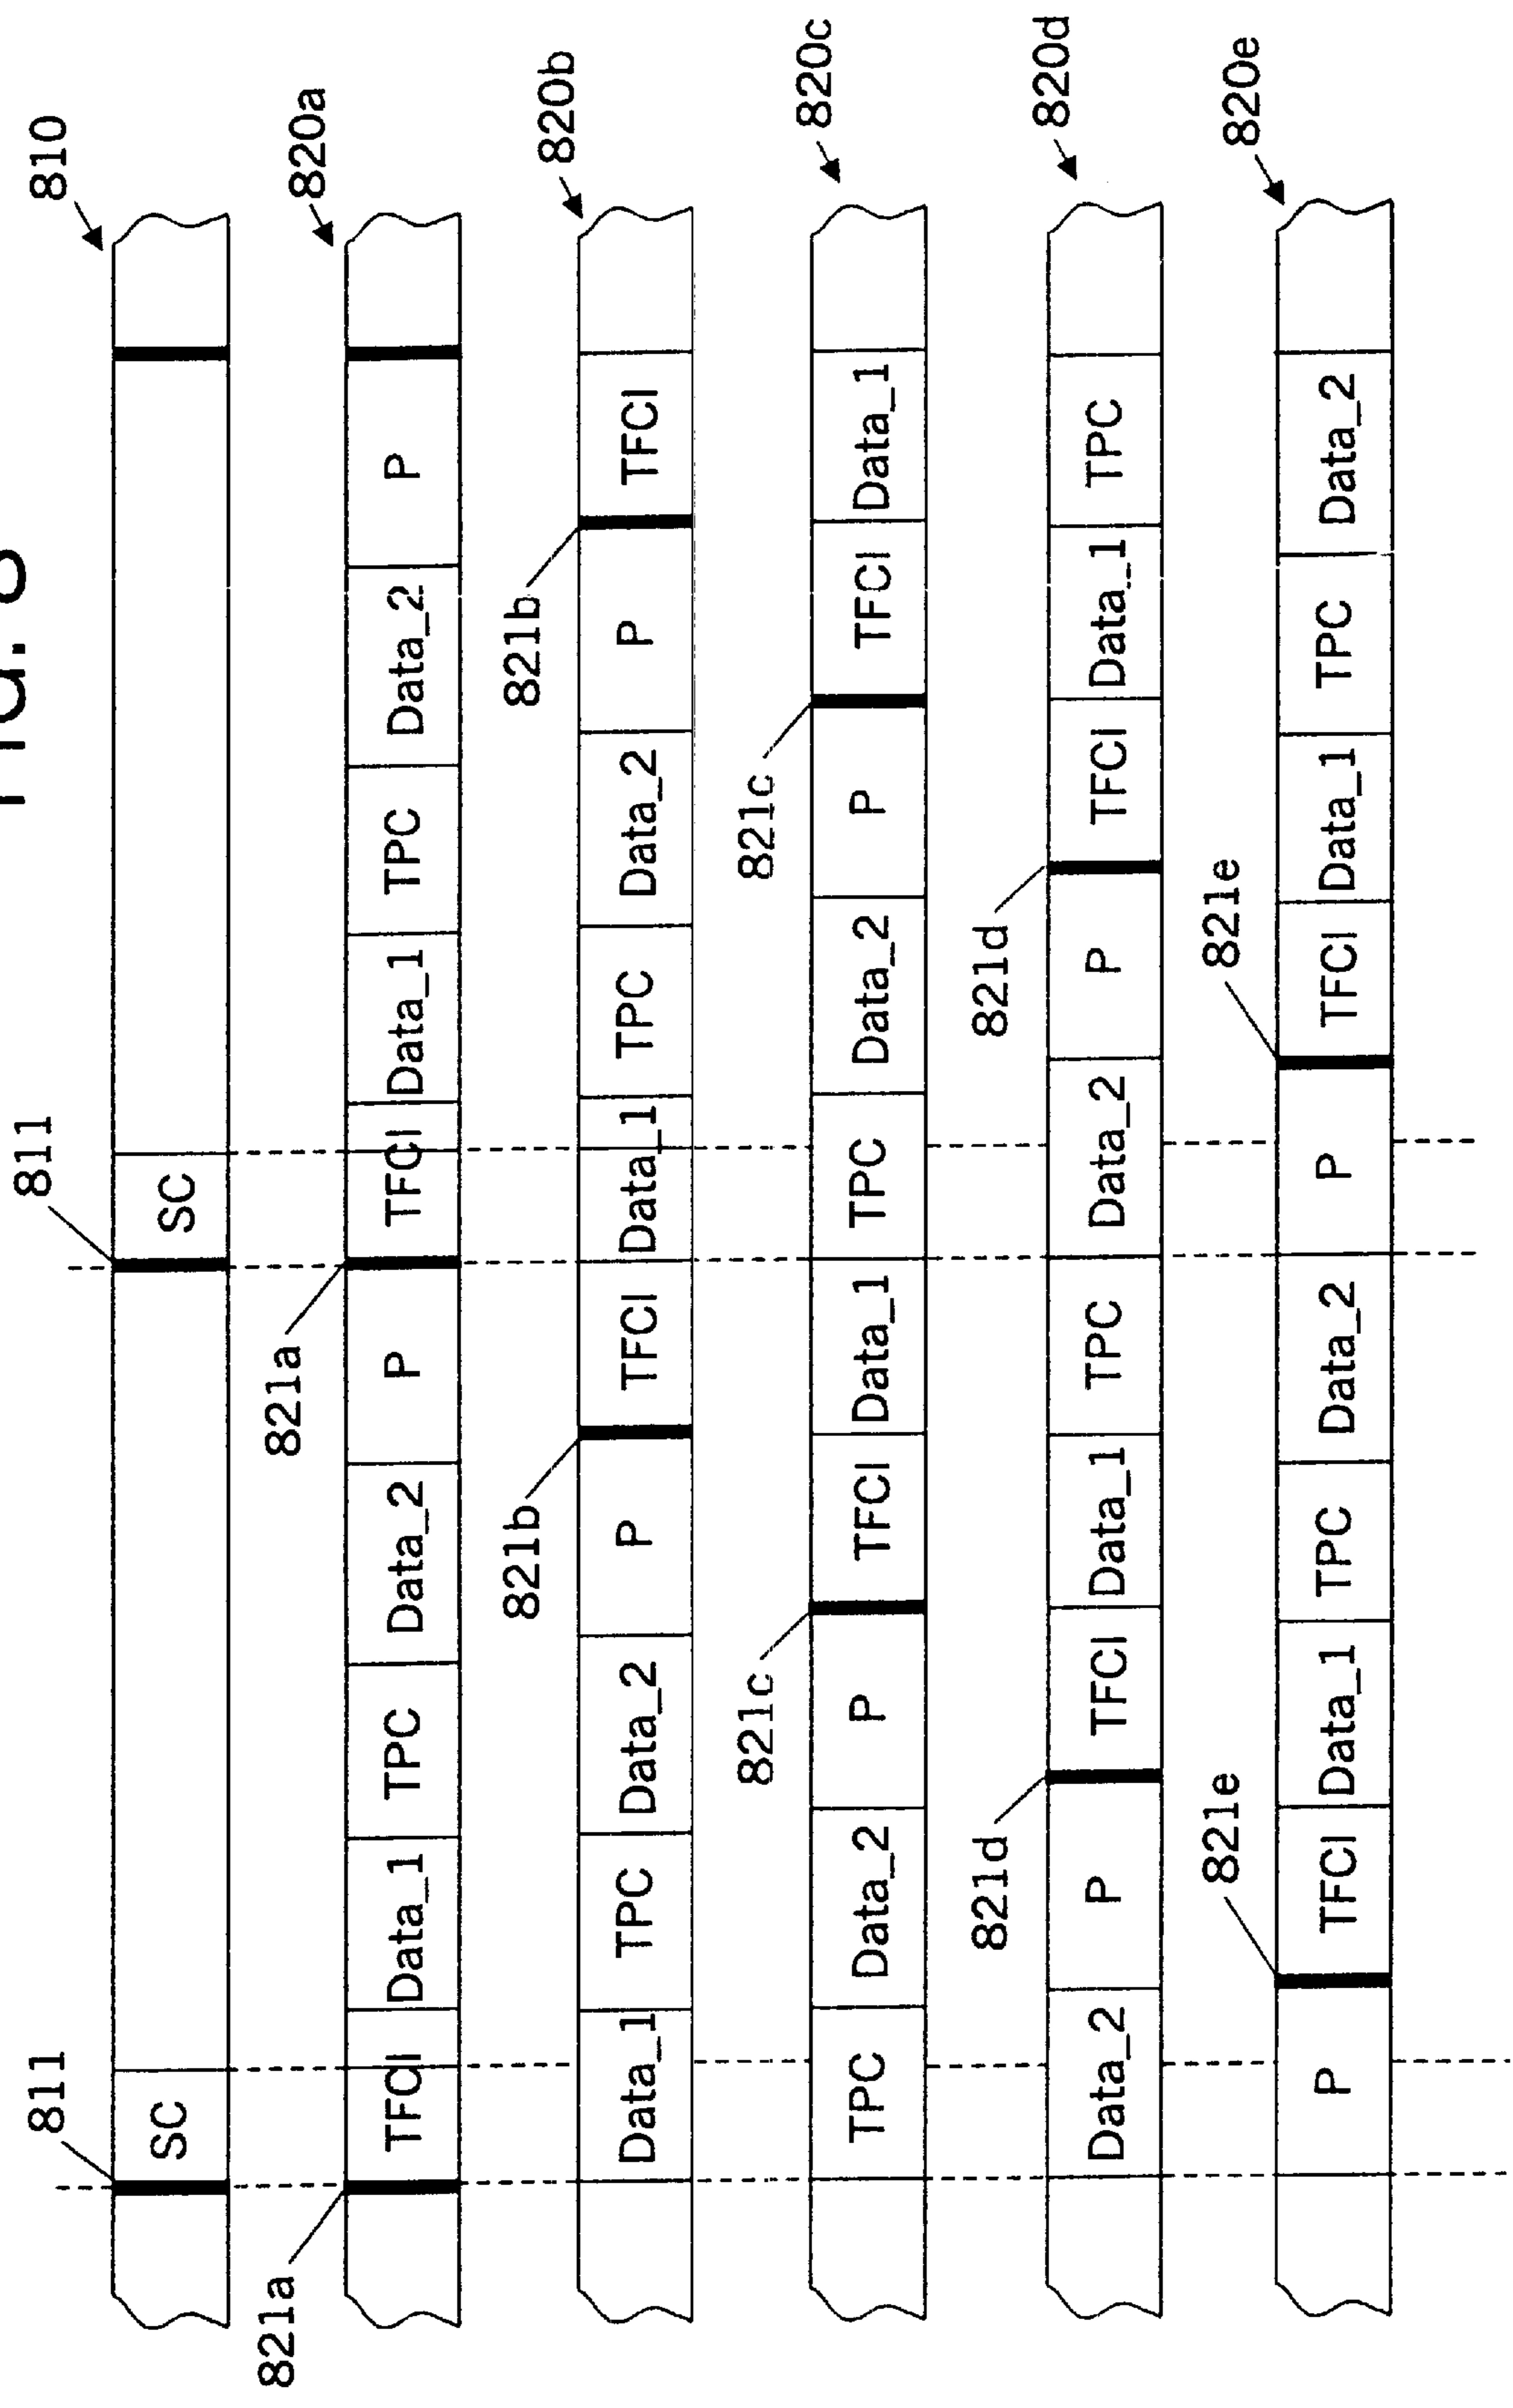 811 811 810
SC SC
821a 821a 820a
TFCI Data_1 TPC Data_2 P TFCI Data_1 TPC Data_2 P
821b 821b 820b
Data_1 TPC Data_2 P TFCI Data_1 TPC Data_2 P TFCI
821c 821c 820c
TPC Data_2 P TFCI Data_1 TPC Data_2 P TFCI Data_1
821d 821d 820d
Data_2 P TFCI Data_1 TPC Data_2 P TFCI Data_1 TPC
821e 821e 820e
P TFCI Data_1 TPC Data_2 P TFCI Data_1 TPC Data_2